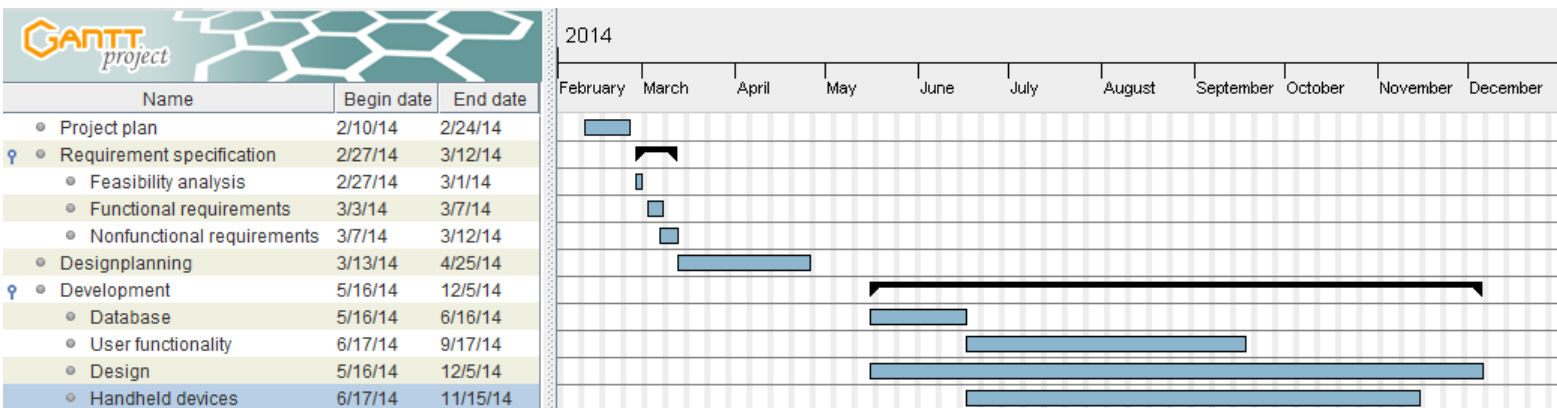 GANTT
project
2014
February March April May June July August September October November December
Name Begin date End date
Project plan 2/10/14 2/24/14
Requirement specification 2/27/14 3/12/14
Feasibility analysis 2/27/14 3/1/14
Functional requirements 3/3/14 3/7/14
Nonfunctional requirements 3/7/14 3/12/14
Designplanning 3/13/14 4/25/14
Development 5/16/14 12/5/14
Database 5/16/14 6/16/14
User functionality 6/17/14 9/17/14
Design 5/16/14 12/5/14
Handheld devices 6/17/14 11/15/14